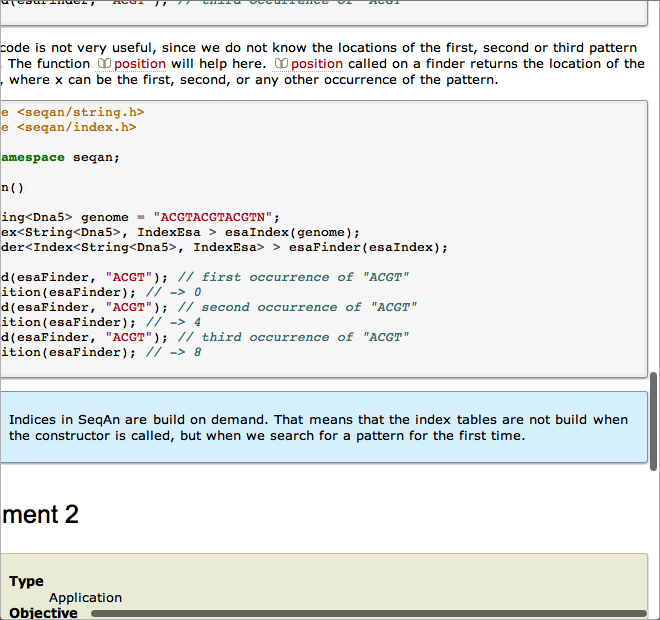 d(esaFinder, "ACGT"); // third occurrence of "ACGT"
code is not very useful, since we do not know the locations of the first, second or third pattern
. The function position will help here. position called on a finder returns the location of the
, where x can be the first, second, or any other occurrence of the pattern.
e <seqan/string.h>
e <seqan/index.h>
amespace seqan;
n()
ing<Dna5> genome = "ACGTACGTACGTN";
ex<String<Dna5>, IndexEsa > esaIndex(genome);
der<Index<String<Dna5>, IndexEsa> > esaFinder(esaIndex);
d(esaFinder, "ACGT"); // first occurrence of "ACGT"
ition(esaFinder); // -> 0
d(esaFinder, "ACGT"); // second occurrence of "ACGT"
ition(esaFinder); // -> 4
d(esaFinder, "ACGT"); // third occurrence of "ACGT"
ition(esaFinder); // -> 8
Indices in SeqAn are build on demand. That means that the index tables are not build when
the constructor is called, but when we search for a pattern for the first time.
ment 2
Type
Application
Objective